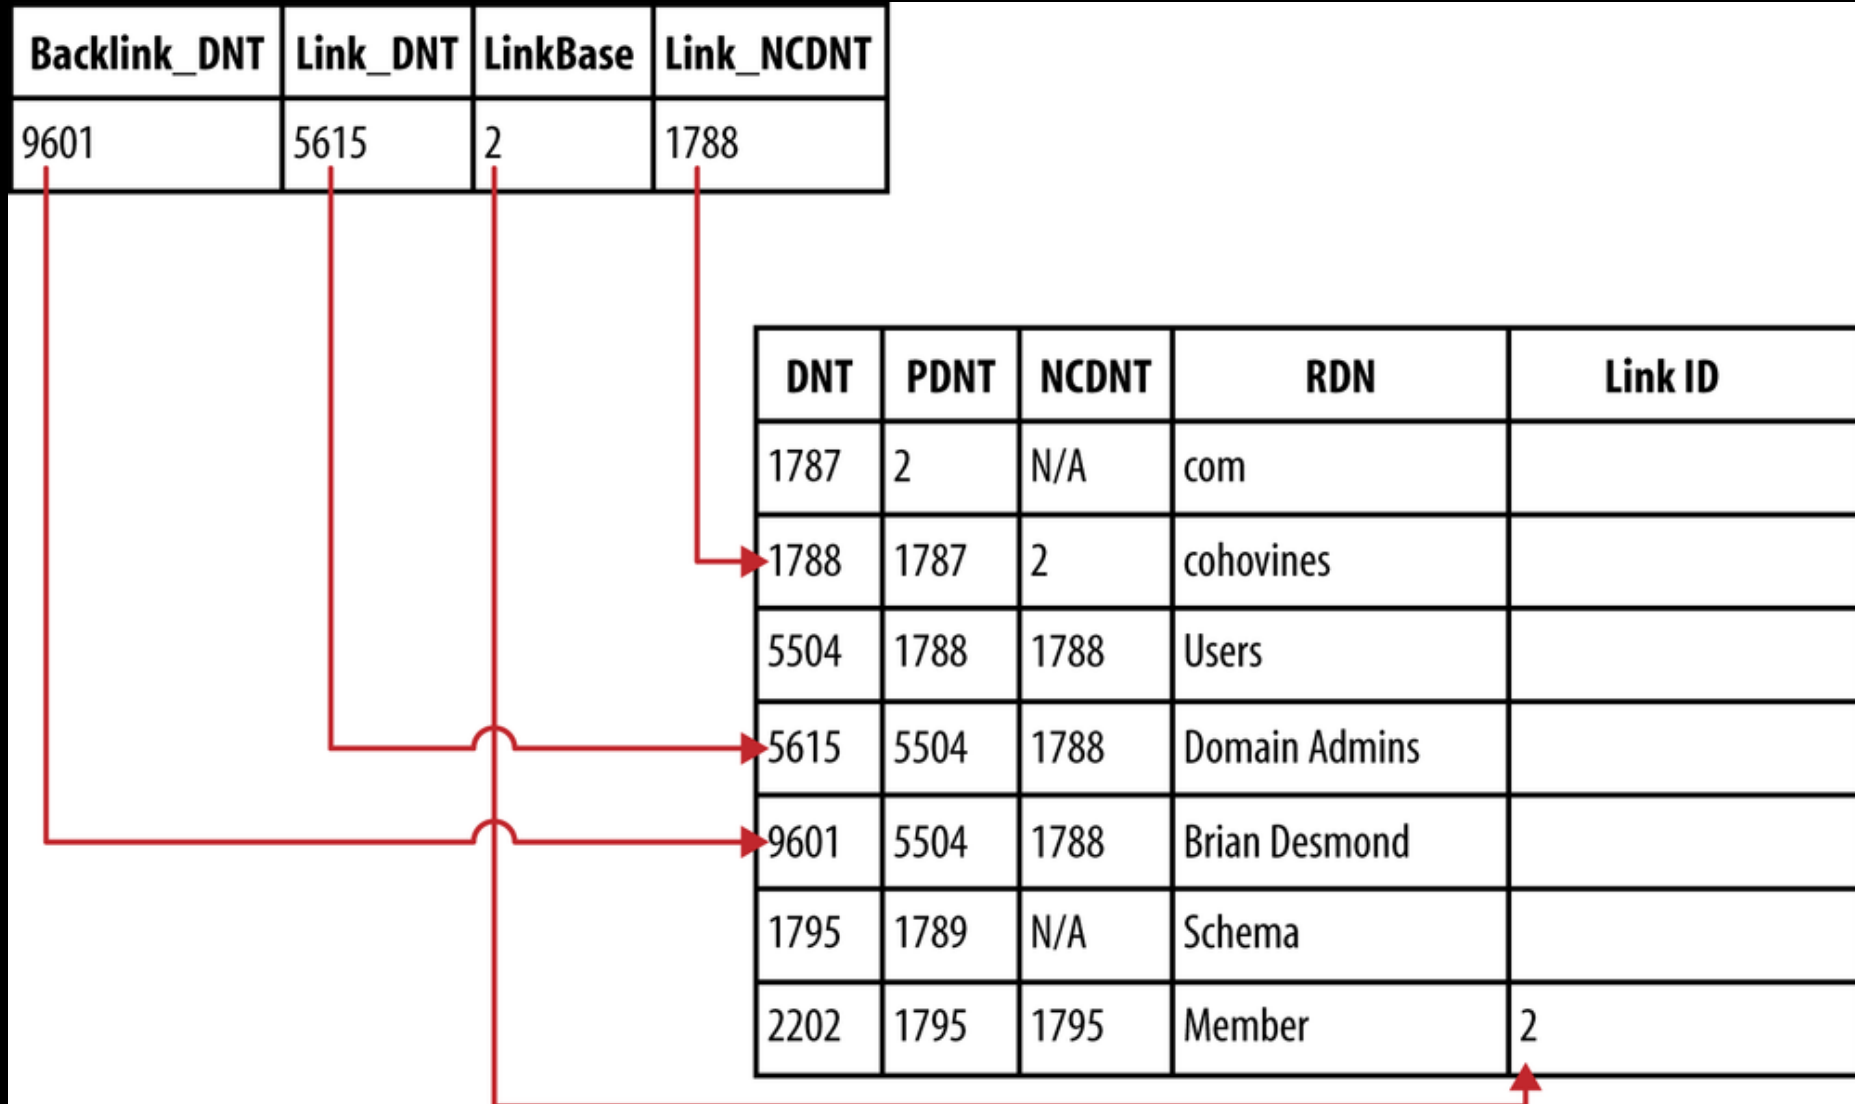 Backlink_DNT Link_DNT LinkBase Link_NCDNT
9601 5615 2 1788
DNT PDNT NCDNT RDN Link ID
1787 2 N/A com
1788 1787 2 cohovines
5504 1788 1788 Users
5615 5504 1788 Domain Admins
9601 5504 1788 Brian Desmond
1795 1789 N/A Schema
2202 1795 1795 Member 2